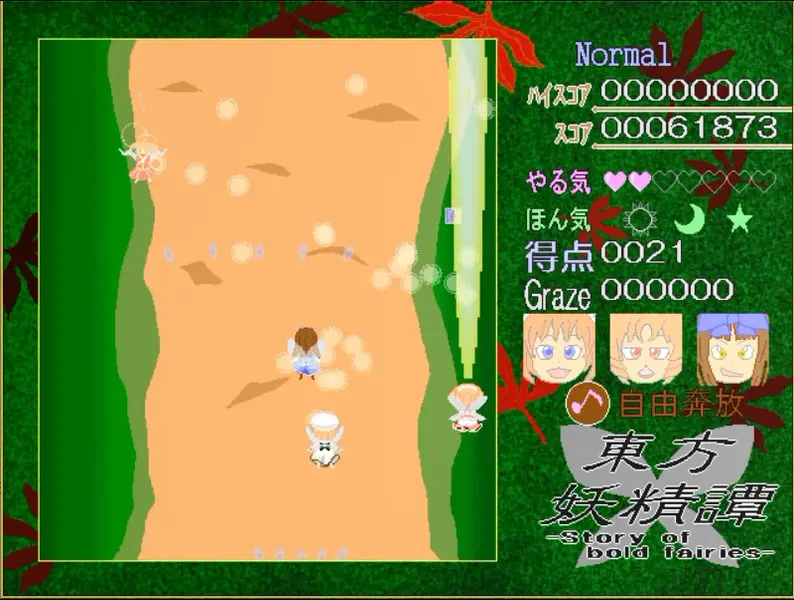 Normal
ハイスコア 00000000
スコア 00061873
やる気
ほん気
得点 0021
Graze 000000
自由奔放
東方
妖精譚
-Story of
bold fairies-